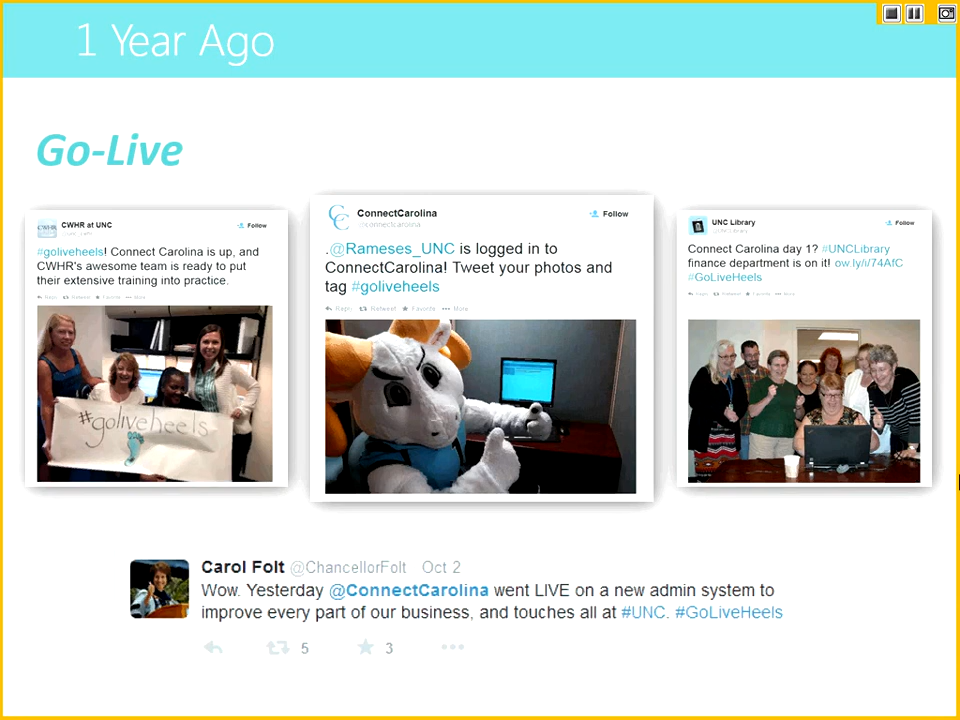 1 Year Ago
Go-Live
CWHR at UNC
Follow
#goliveheels! Connect Carolina is up, and
CWHR's awesome team is ready to put
their extensive training into practice.
Reply Retweet Favorite More
#goliveheels
ConnectCarolina
@connectcarolina
Follow
.@Rameses_UNC is logged in to
ConnectCarolina! Tweet your photos and
tag #goliveheels
Reply Retweet Favorite More
UNC Library
Follow
Connect Carolina day 1? #UNCLibrary
finance department is on it! ow.ly/i/74AfC
#GoLiveHeels
Reply Retweet Favorite More
Carol Folt @ChancellorFolt Oct 2
Wow. Yesterday @ConnectCarolina went LIVE on a new admin system to
improve every part of our business, and touches all at #UNC. #GoLiveHeels
5 3